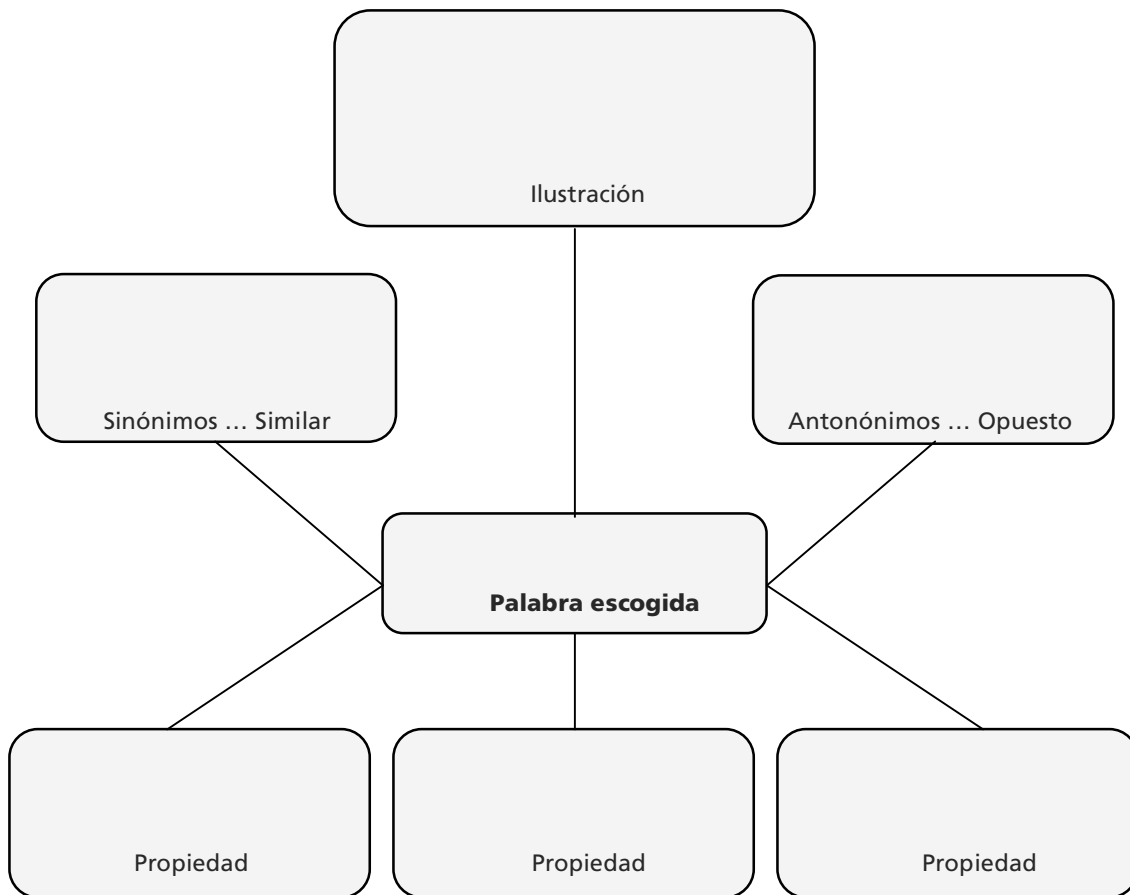 Ilustración
Sinónimos … Similar
Antonónimos … Opuesto
Palabra escogida
Propiedad
Propiedad
Propiedad